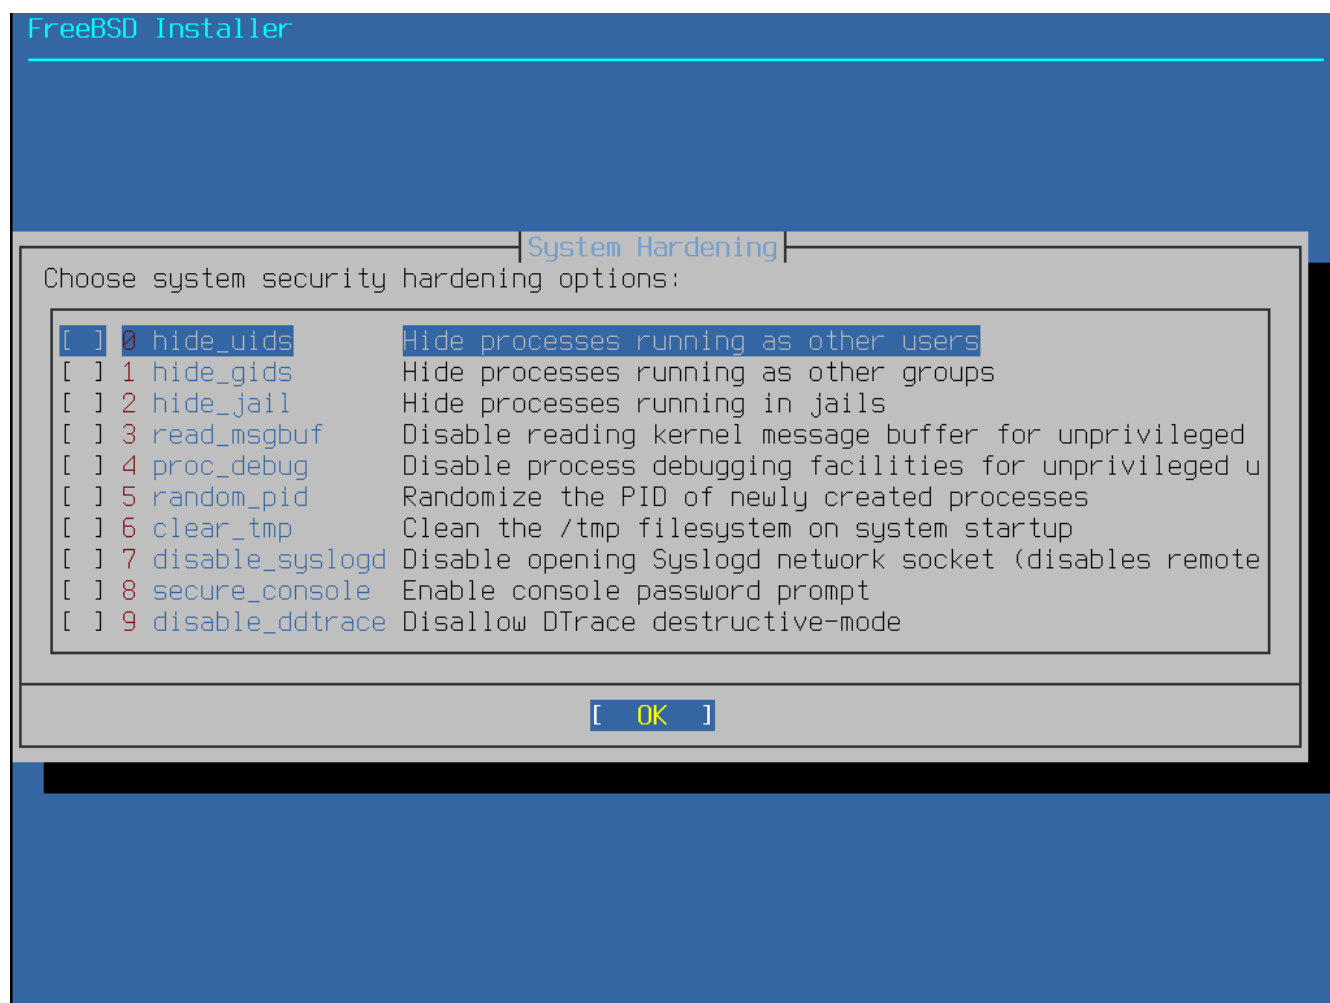 FreeBSD Installer
System Hardening
Choose system security hardening options:
[ ] 0 hide_uids Hide processes running as other users
[ ] 1 hide_gids Hide processes running as other groups
[ ] 2 hide_jail Hide processes running in jails
[ ] 3 read_msgbuf Disable reading kernel message buffer for unprivileged
[ ] 4 proc_debug Disable process debugging facilities for unprivileged u
[ ] 5 random_pid Randomize the PID of newly created processes
[ ] 6 clear_tmp Clean the /tmp filesystem on system startup
[ ] 7 disable_syslogd Disable opening Syslogd network socket (disables remote
[ ] 8 secure_console Enable console password prompt
[ ] 9 disable_ddtrace Disallow DTrace destructive-mode
[ OK ]